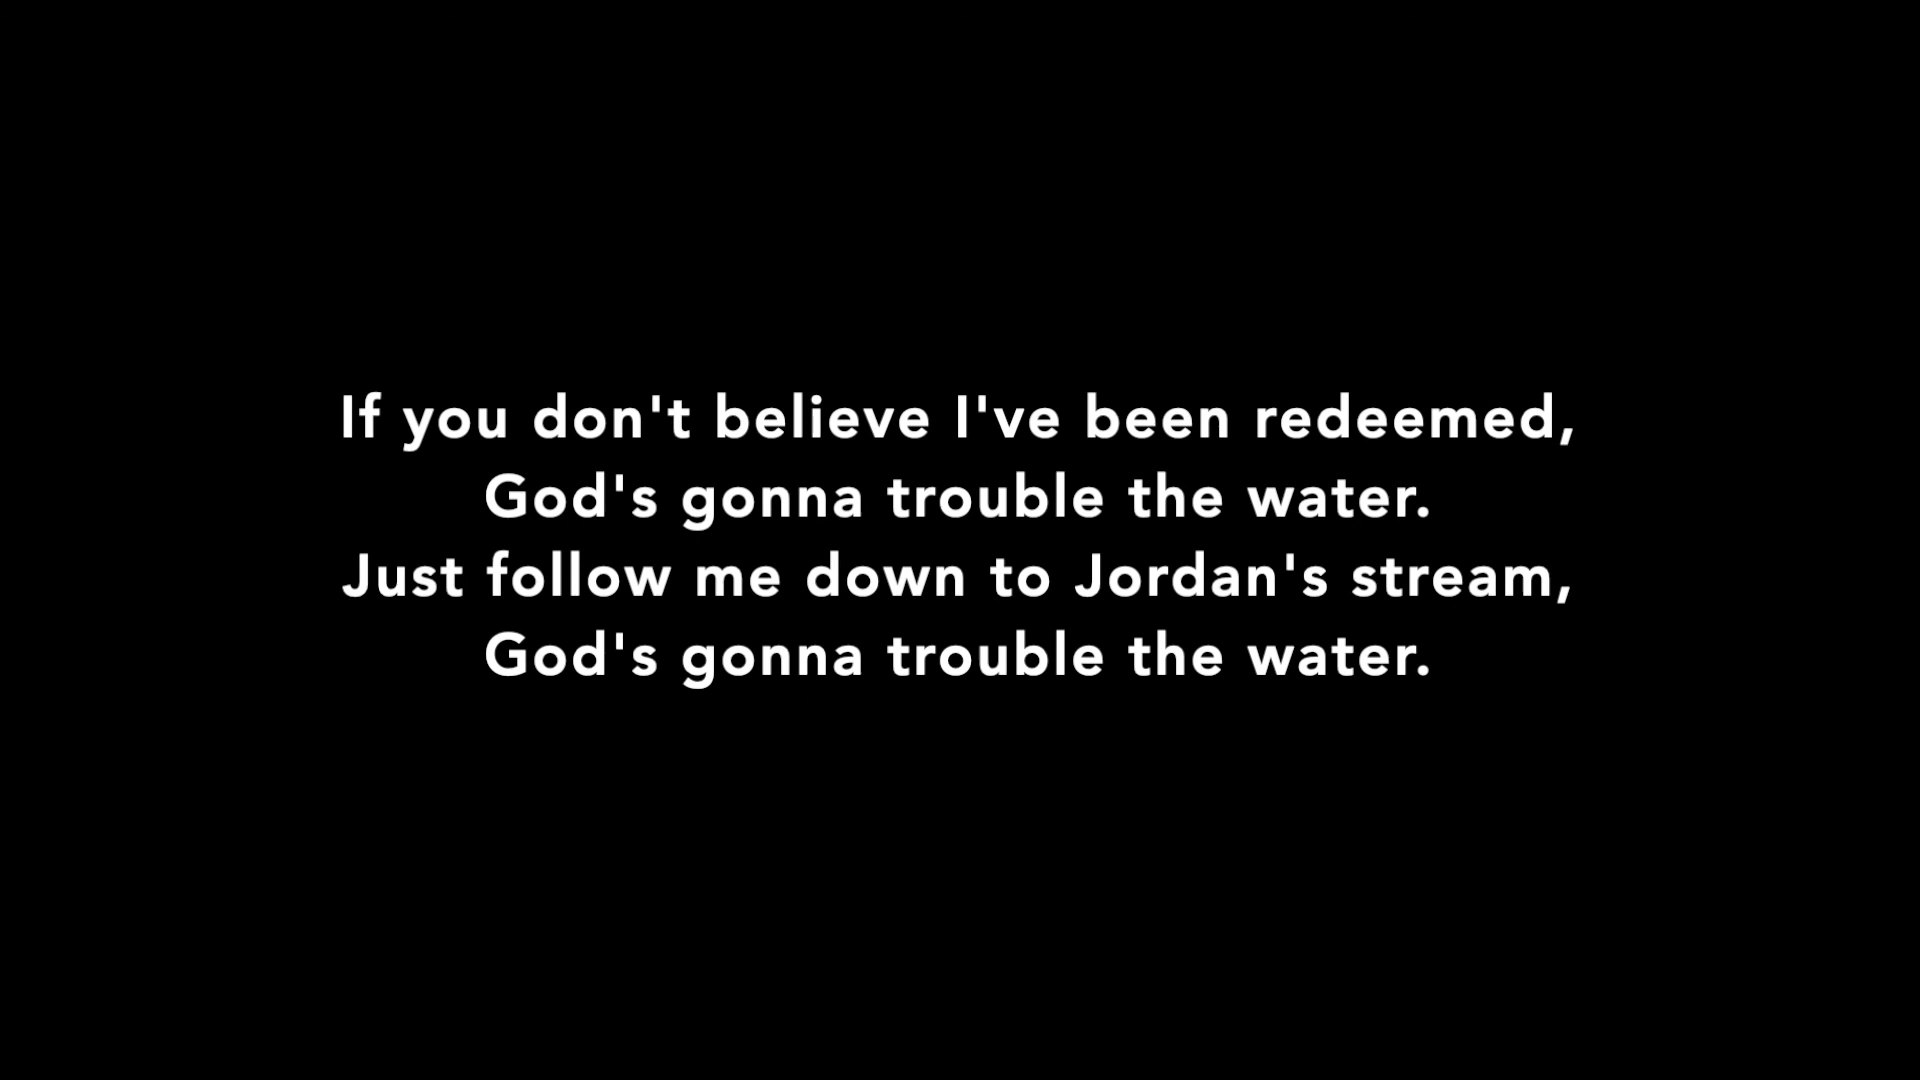 If you don't believe I've been redeemed,
God's gonna trouble the water.
Just follow me down to Jordan's stream,
God's gonna trouble the water.